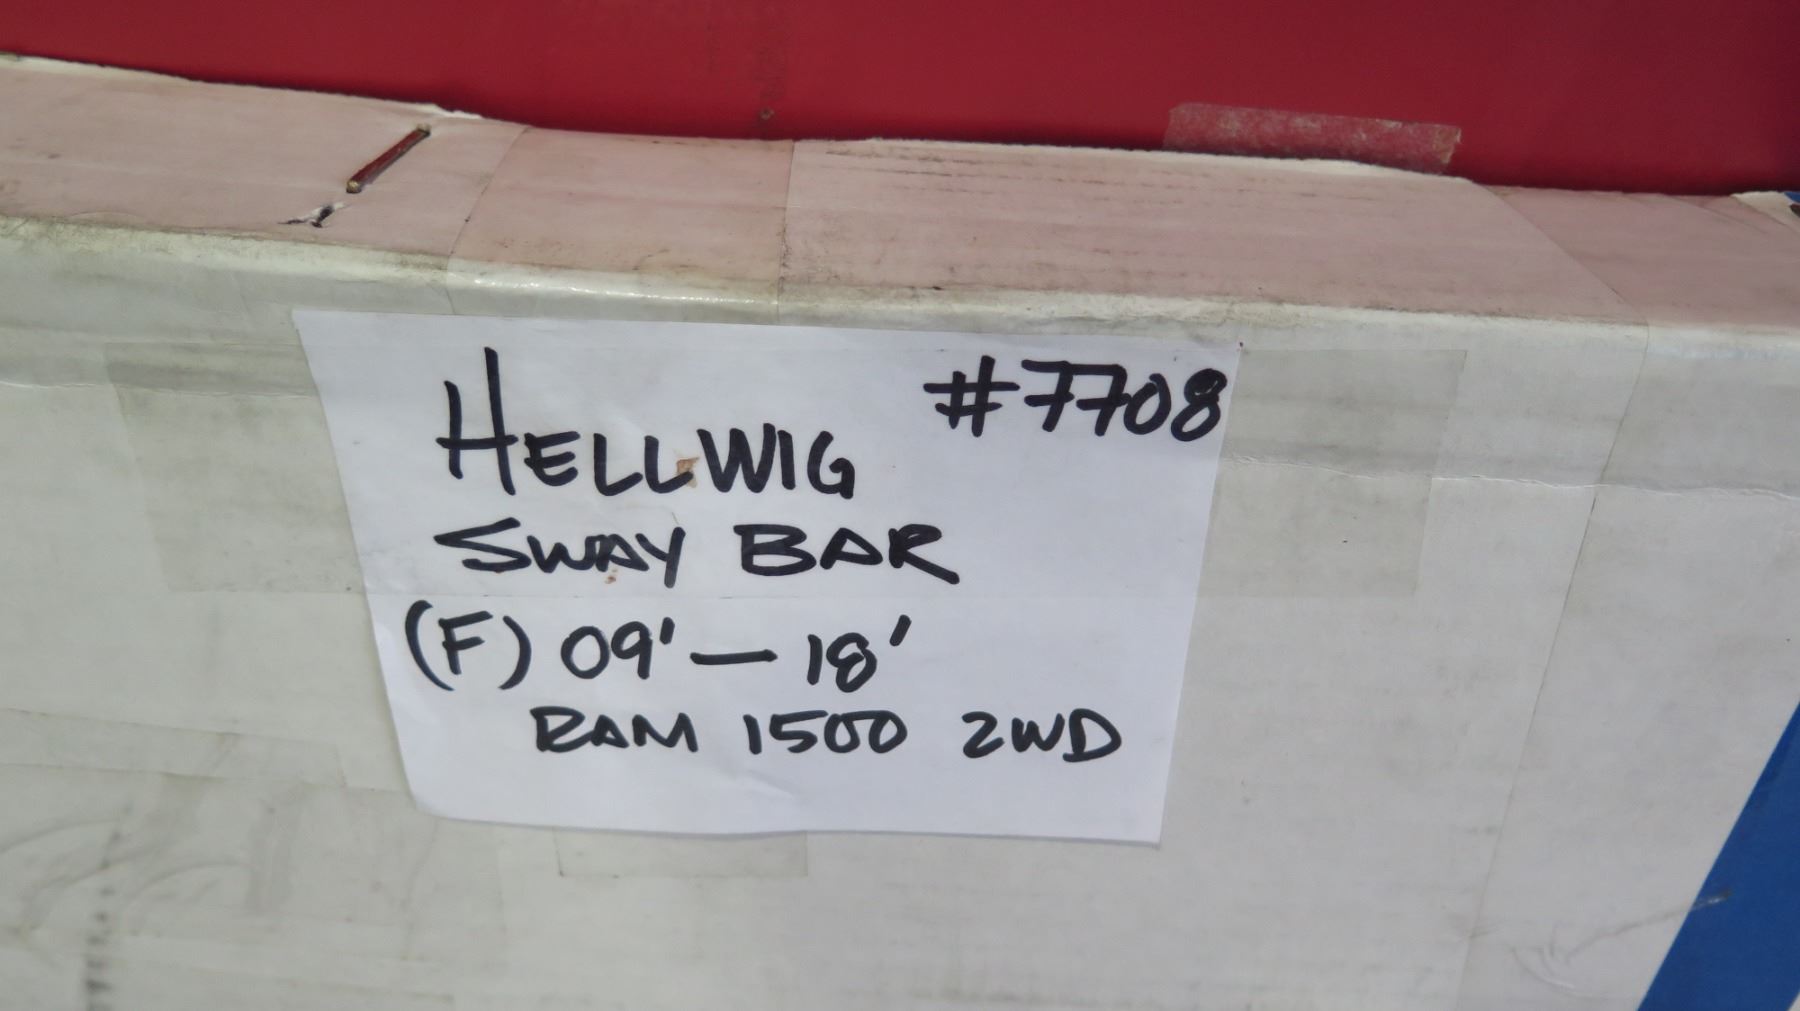 #7708
HELLWIG
SWAY BAR
(F) 09' — 18'
RAM 1500 2WD